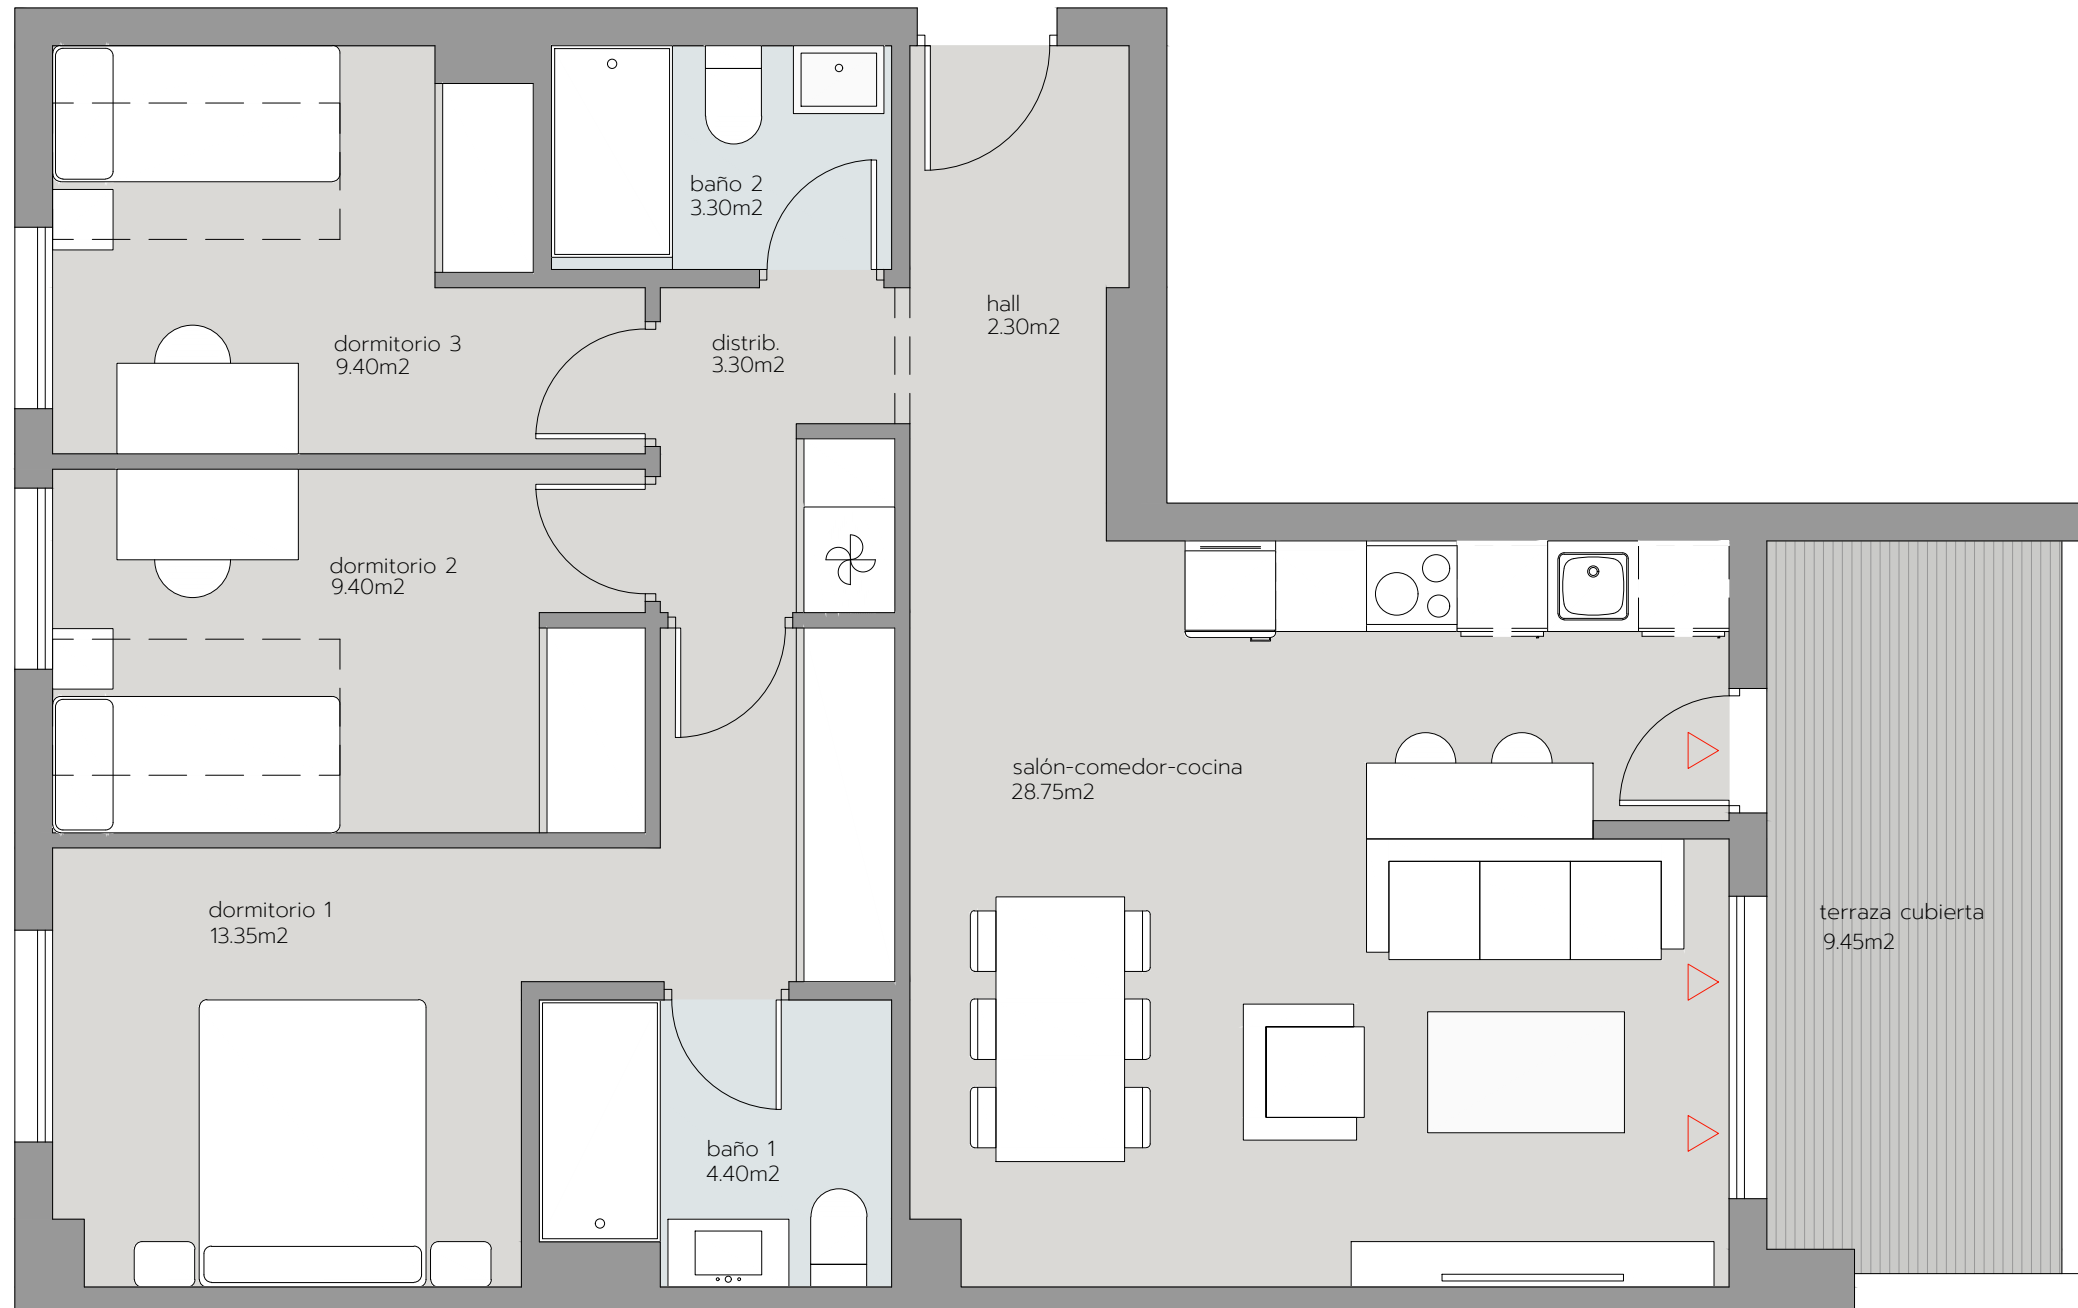 baño 2
3.30m2
hall
2.30m2
dormitorio 3
9.40m2
distrib.
3.30m2
dormitorio 2
9.40m2
salón-comedor-cocina
28.75m2
dormitorio 1
13.35m2
terraza cubierta
9.45m2
baño 1
4.40m2